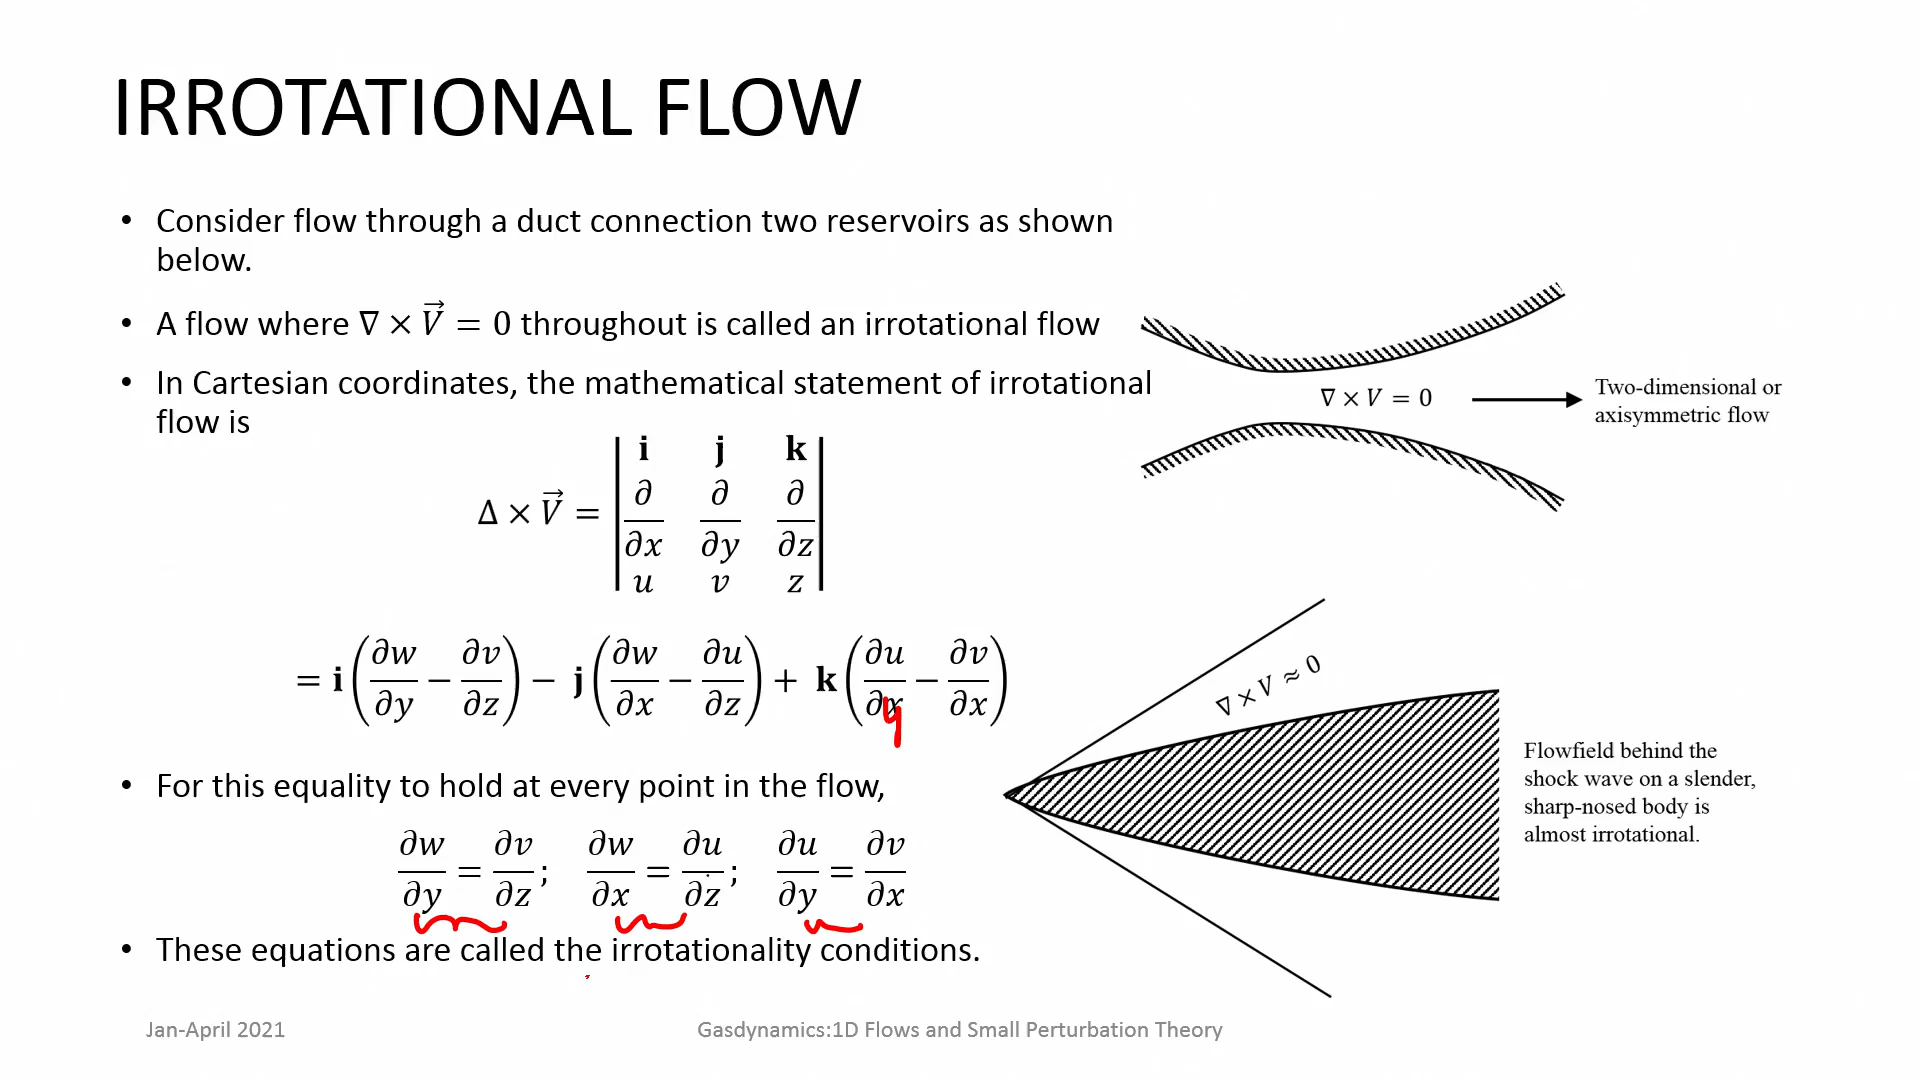 IRROTATIONAL FLOW
• Consider flow through a duct connection two reservoirs as shown
below.
• A flow where ∇ × V⃗ = 0 throughout is called an irrotational flow
• In Cartesian coordinates, the mathematical statement of irrotational
flow is
Δ × V⃗ = | i j k |
| ∂/∂x ∂/∂y ∂/∂z |
| u v z |
= i(∂w/∂y − ∂v/∂z) − j(∂w/∂x − ∂u/∂z) + k(∂u/∂x − ∂v/∂x)
y
• For this equality to hold at every point in the flow,
∂w/∂y = ∂v/∂z; ∂w/∂x = ∂u/∂z; ∂u/∂y = ∂v/∂x
• These equations are called the irrotationality conditions.
∇ × V = 0
Two-dimensional or
axisymmetric flow
∇ × V ≈ 0
Flowfield behind the
shock wave on a slender,
sharp-nosed body is
almost irrotational.
Jan-April 2021
Gasdynamics:1D Flows and Small Perturbation Theory